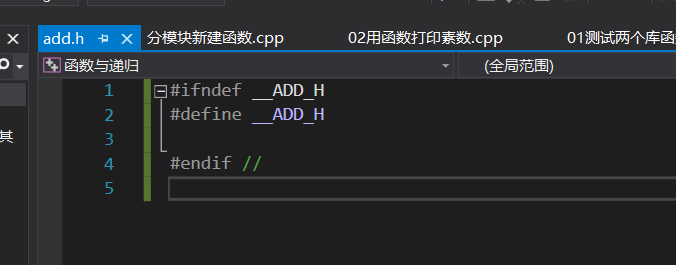 add.h 分模块新建函数.cpp 02用函数打印素数.cpp 01测试两个库函
函数与递归 (全局范围)
1 #ifndef __ADD_H
2 #define __ADD_H
3
其
4 #endif //
5